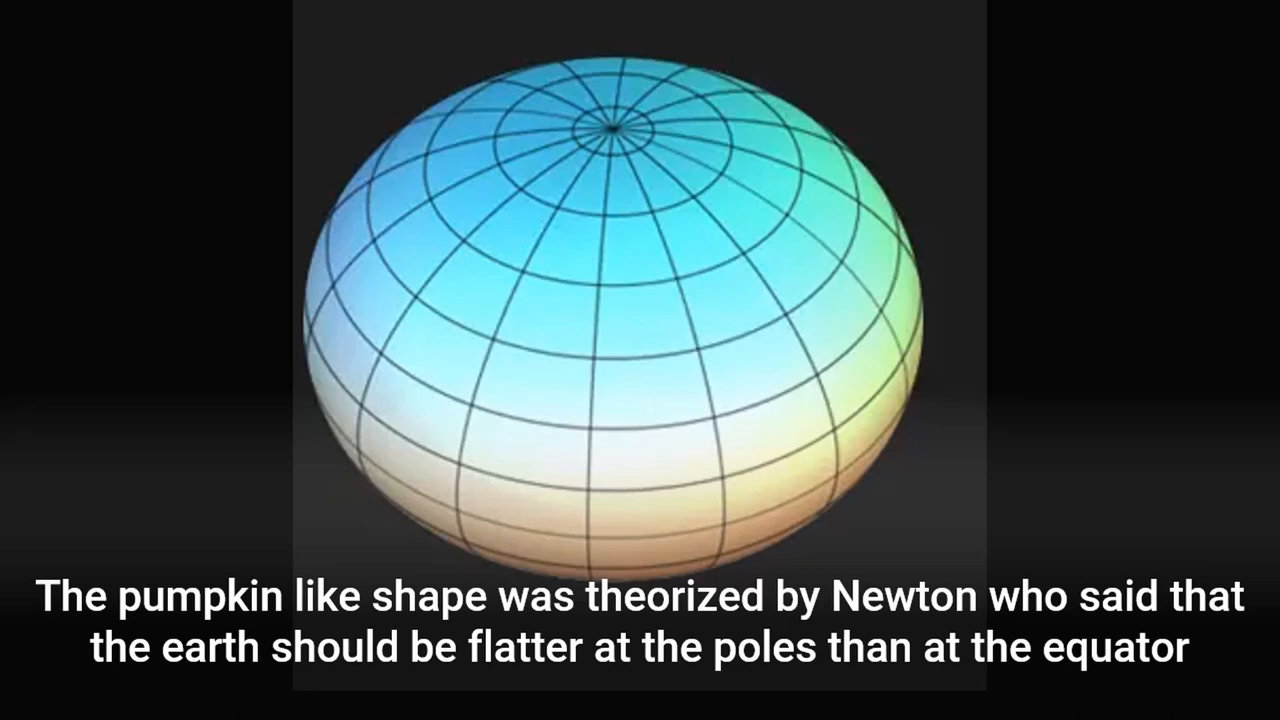 The pumpkin like shape was theorized by Newton who said that
the earth should be flatter at the poles than at the equator